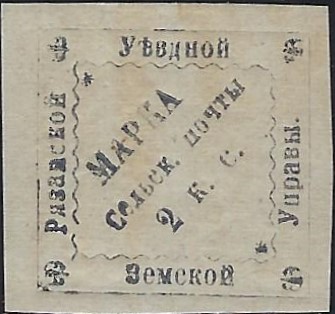 Рязанской
Уѣздной
Земской
Управы.
МАРКА
сельск. почты
2 к. с.